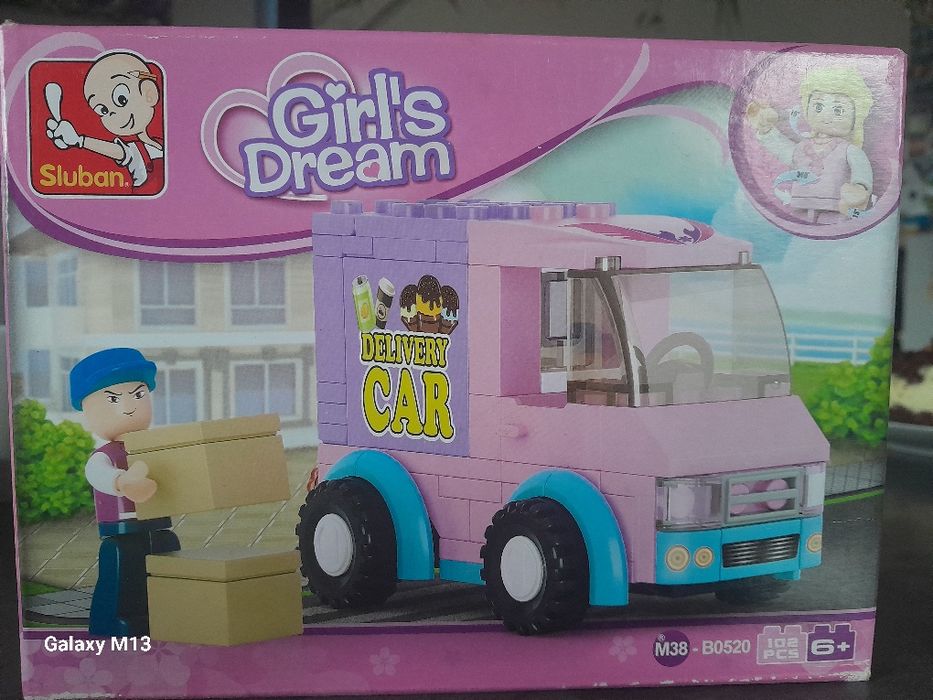 Sluban®
Girl's
Dream
DELIVERY
CAR
Galaxy M13
M38 - B0520
102
PCS
6+